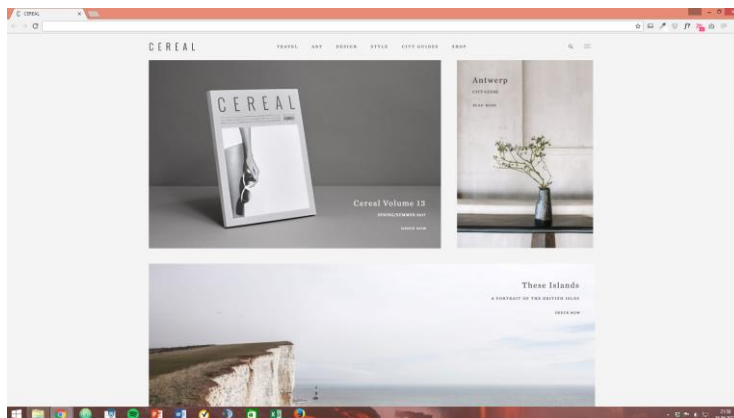 CEREAL
CEREAL
TRAVEL ART DESIGN STYLE CITY GUIDES SHOP
CEREAL
Cereal Volume 13
SPRING/SUMMER 2017
ORDER NOW
Antwerp
CITY GUIDE
READ MORE
These Islands
A PORTRAIT OF THE BRITISH ISLES
ORDER NOW